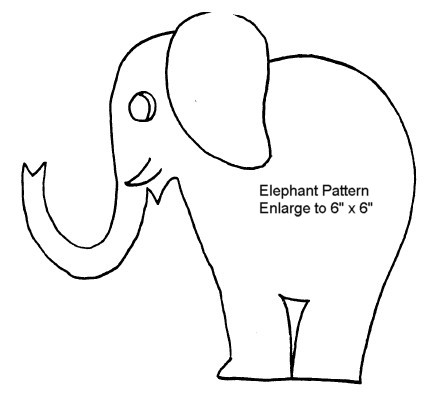 Elephant Pattern
Enlarge to 6" x 6"